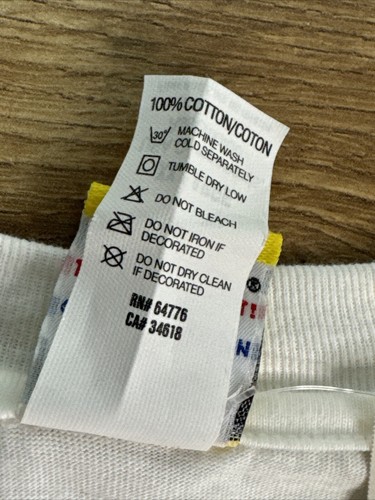 100% COTTON/COTON
30°
MACHINE WASH
COLD SEPARATELY
TUMBLE DRY LOW
DO NOT BLEACH
DO NOT IRON IF
DECORATED
DO NOT DRY CLEAN
IF DECORATED
RN# 64776
CA# 34618